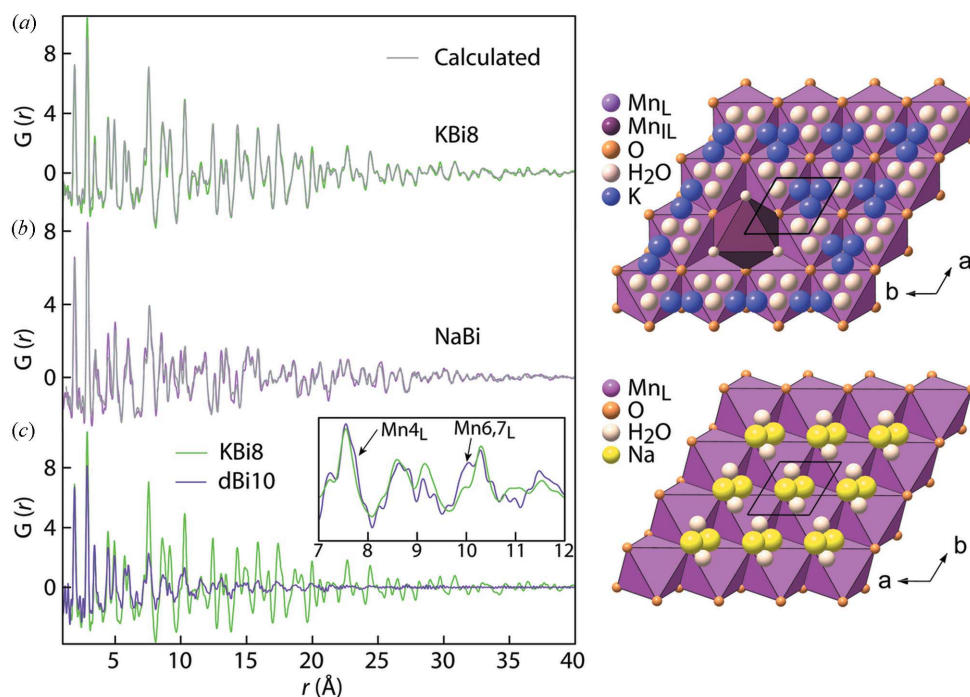 (a)
8
4
0
G (r)
Calculated
KBi8
(b)
8
4
0
G (r)
NaBi
(c)
8
4
0
G (r)
KBi8
dBi10
Mn4L
Mn6,7L
7 8 9 10 11 12
5 10 15 20 25 30 35 40
r (Å)
MnL
MnIL
O
H2O
K
a
b
MnL
O
H2O
Na
b
a